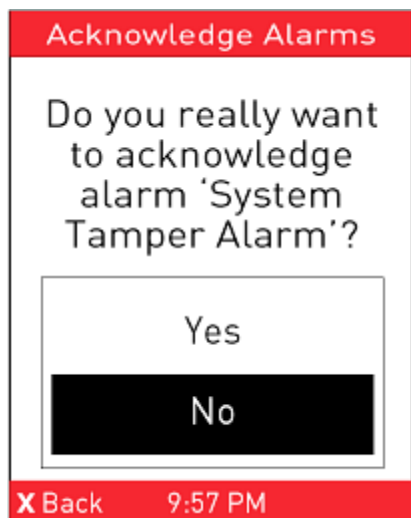 Acknowledge Alarms
Do you really want
to acknowledge
alarm ‘System
Tamper Alarm’?
Yes
No
X Back 9:57 PM